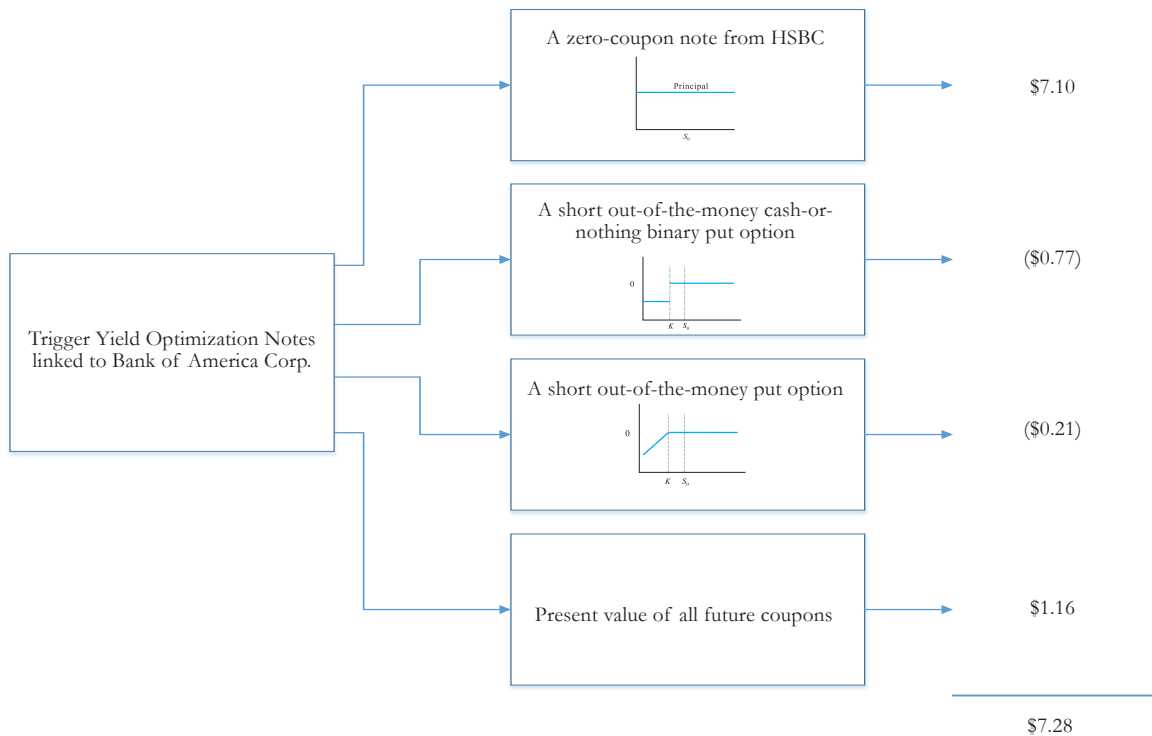 A zero-coupon note from HSBC
Principal
S₀
$7.10
A short out-of-the-money cash-or-
nothing binary put option
0
K S₀
($0.77)
Trigger Yield Optimization Notes
linked to Bank of America Corp.
A short out-of-the-money put option
0
K S₀
($0.21)
Present value of all future coupons
$1.16
$7.28